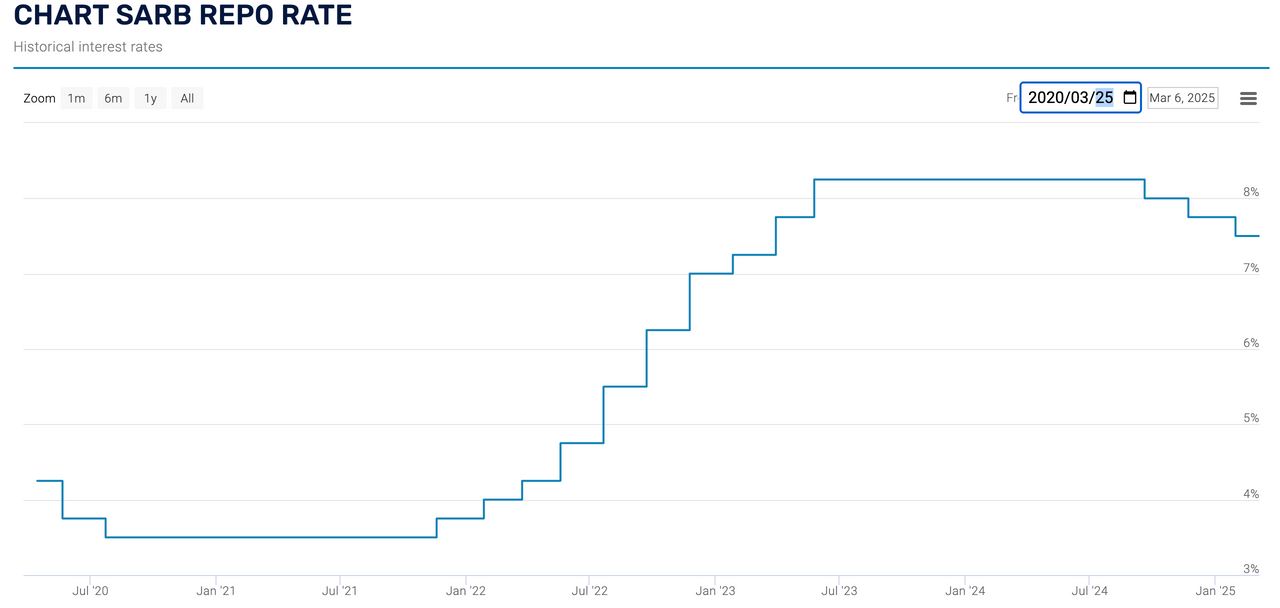 CHART SARB REPO RATE
Historical interest rates
Zoom 1m 6m 1y All Fr 2020/03/25 Mar 6, 2025
8%
7%
6%
5%
4%
3%
Jul '20 Jan '21 Jul '21 Jan '22 Jul '22 Jan '23 Jul '23 Jan '24 Jul '24 Jan '25